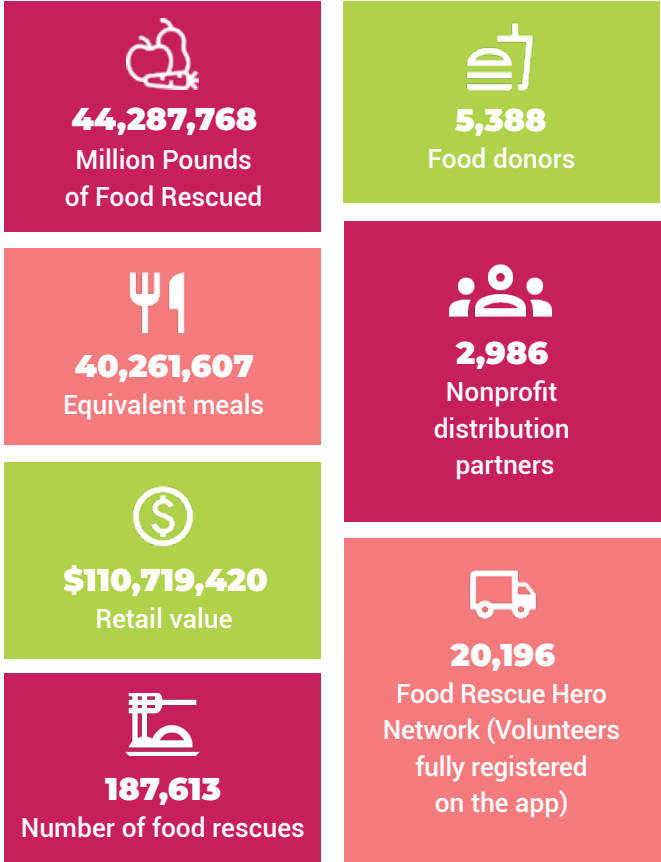 44,287,768
Million Pounds
of Food Rescued
40,261,607
Equivalent meals
$110,719,420
Retail value
187,613
Number of food rescues
5,388
Food donors
2,986
Nonprofit
distribution
partners
20,196
Food Rescue Hero
Network (Volunteers
fully registered
on the app)